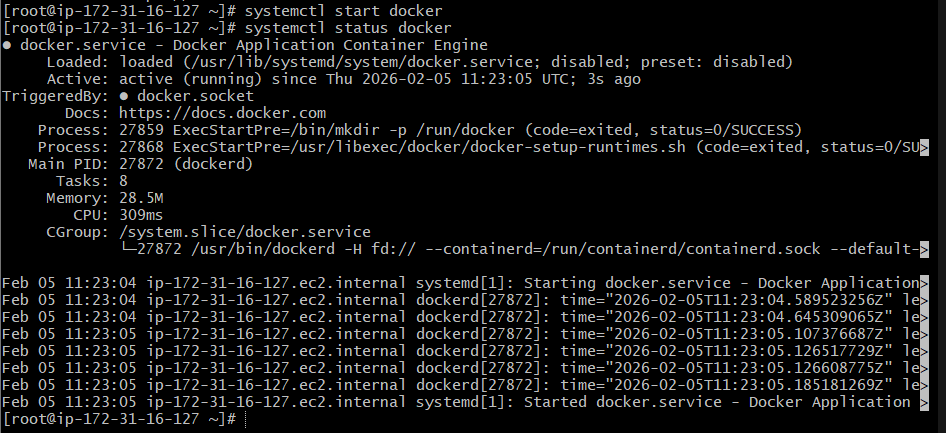 [root@ip-172-31-16-127 ~]# systemctl start docker
[root@ip-172-31-16-127 ~]# systemctl status docker
● docker.service - Docker Application Container Engine
     Loaded: loaded (/usr/lib/systemd/system/docker.service; disabled; preset: disabled)
     Active: active (running) since Thu 2026-02-05 11:23:05 UTC; 3s ago
TriggeredBy: ● docker.socket
       Docs: https://docs.docker.com
    Process: 27859 ExecStartPre=/bin/mkdir -p /run/docker (code=exited, status=0/SUCCESS)
    Process: 27868 ExecStartPre=/usr/libexec/docker/docker-setup-runtimes.sh (code=exited, status=0/SU>
   Main PID: 27872 (dockerd)
      Tasks: 8
     Memory: 28.5M
        CPU: 309ms
     CGroup: /system.slice/docker.service
             └─27872 /usr/bin/dockerd -H fd:// --containerd=/run/containerd/containerd.sock --default->

Feb 05 11:23:04 ip-172-31-16-127.ec2.internal systemd[1]: Starting docker.service - Docker Application>
Feb 05 11:23:04 ip-172-31-16-127.ec2.internal dockerd[27872]: time="2026-02-05T11:23:04.589523256Z" le>
Feb 05 11:23:04 ip-172-31-16-127.ec2.internal dockerd[27872]: time="2026-02-05T11:23:04.645309065Z" le>
Feb 05 11:23:05 ip-172-31-16-127.ec2.internal dockerd[27872]: time="2026-02-05T11:23:05.107376687Z" le>
Feb 05 11:23:05 ip-172-31-16-127.ec2.internal dockerd[27872]: time="2026-02-05T11:23:05.126517729Z" le>
Feb 05 11:23:05 ip-172-31-16-127.ec2.internal dockerd[27872]: time="2026-02-05T11:23:05.126608775Z" le>
Feb 05 11:23:05 ip-172-31-16-127.ec2.internal dockerd[27872]: time="2026-02-05T11:23:05.185181269Z" le>
Feb 05 11:23:05 ip-172-31-16-127.ec2.internal systemd[1]: Started docker.service - Docker Application >
[root@ip-172-31-16-127 ~]#